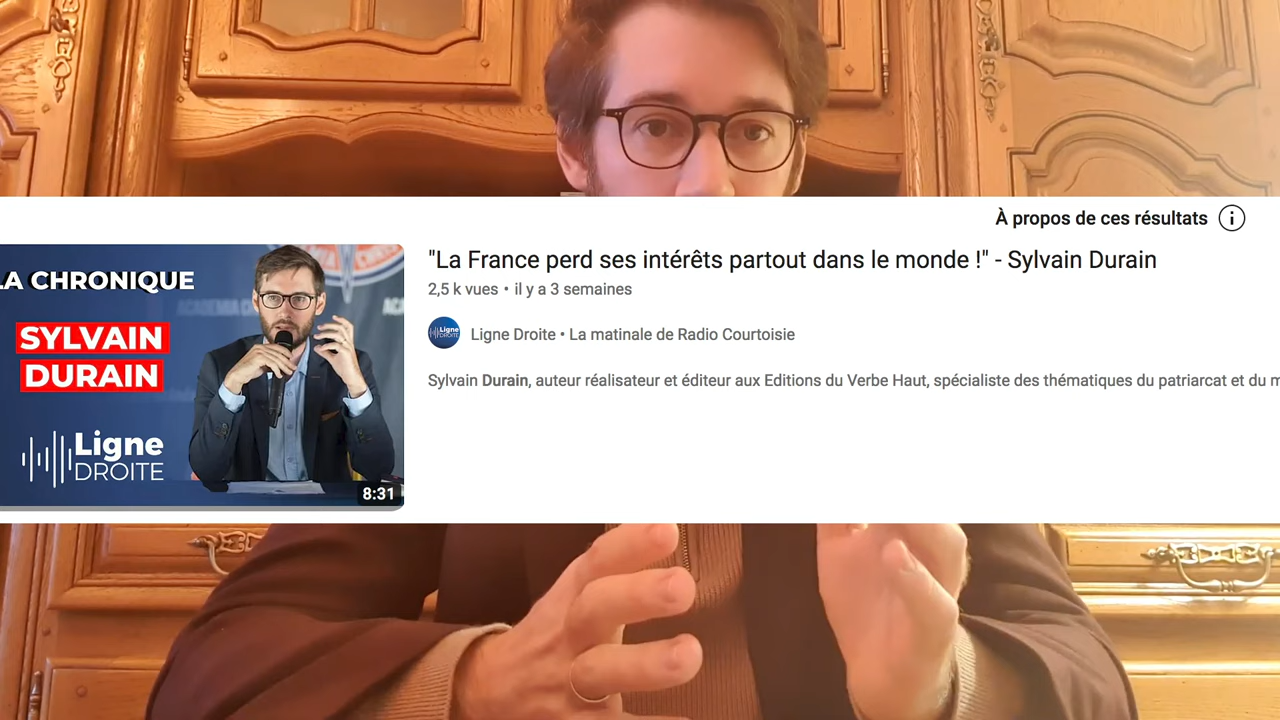 À propos de ces résultats
LA CHRONIQUE
SYLVAIN
DURAIN
Ligne
DROITE
8:31
"La France perd ses intérêts partout dans le monde !" - Sylvain Durain
2,5 k vues • il y a 3 semaines
Ligne Droite • La matinale de Radio Courtoisie
Sylvain Durain, auteur réalisateur et éditeur aux Editions du Verbe Haut, spécialiste des thématiques du patriarcat et du m